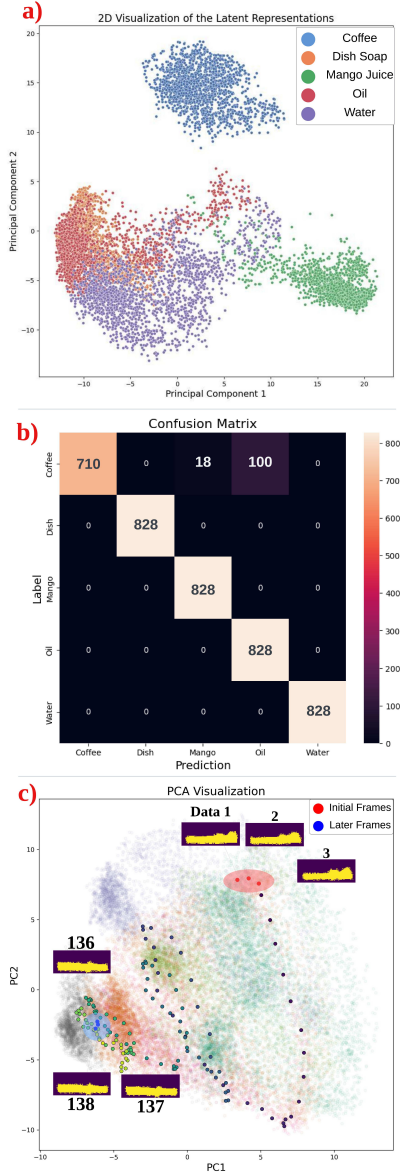 a)
2D Visualization of the Latent Representations
Coffee
Dish Soap
Mango Juice
Oil
Water
20
15
10
5
0
−5
−10
Principal Component 2
−10
−5
0
5
10
15
20
Principal Component 1
b)
Confusion Matrix
Coffee
710 0 18 100 0
Dish
0 828 0 0 0
Mango
0 0 828 0 0
Oil
0 0 0 828 0
Water
0 0 0 0 828
Label
Coffee Dish Mango Oil Water
Prediction
800
700
600
500
400
300
200
100
0
c)
PCA Visualization
Initial Frames
Later Frames
Data 1
2
3
136
138
137
10
5
0
−5
−10
PC2
−10
−5
0
5
10
PC1